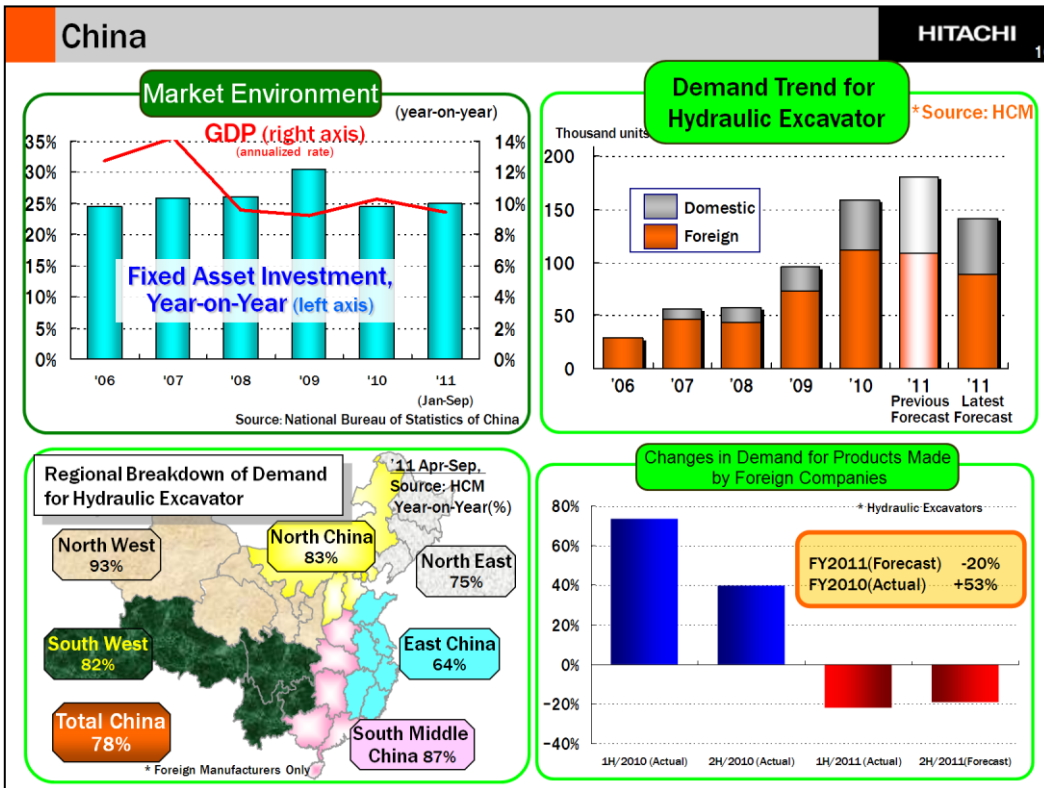 China
HITACHI
1
Market Environment
(year-on-year)
GDP (right axis)
(annualized rate)
35%
30%
25%
20%
15%
10%
5%
0%
14%
12%
10%
8%
6%
4%
2%
0%
Fixed Asset Investment,
Year-on-Year (left axis)
'06 '07 '08 '09 '10 '11
(Jan-Sep)
Source: National Bureau of Statistics of China
Demand Trend for
Hydraulic Excavator
*Source: HCM
Thousand units
200
150
100
50
0
Domestic
Foreign
'06 '07 '08 '09 '10 '11 '11
Previous Latest
Forecast Forecast
Regional Breakdown of Demand
for Hydraulic Excavator
'11 Apr-Sep,
Source: HCM
Year-on-Year(%)
North West
93%
North China
83%
North East
75%
South West
82%
East China
64%
Total China
78%
South Middle
China 87%
* Foreign Manufacturers Only
Changes in Demand for Products Made
by Foreign Companies
* Hydraulic Excavators
80%
60%
40%
20%
0%
-20%
-40%
FY2011(Forecast) -20%
FY2010(Actual) +53%
1H/2010 (Actual) 2H/2010 (Actual) 1H/2011 (Actual) 2H/2011(Forecast)